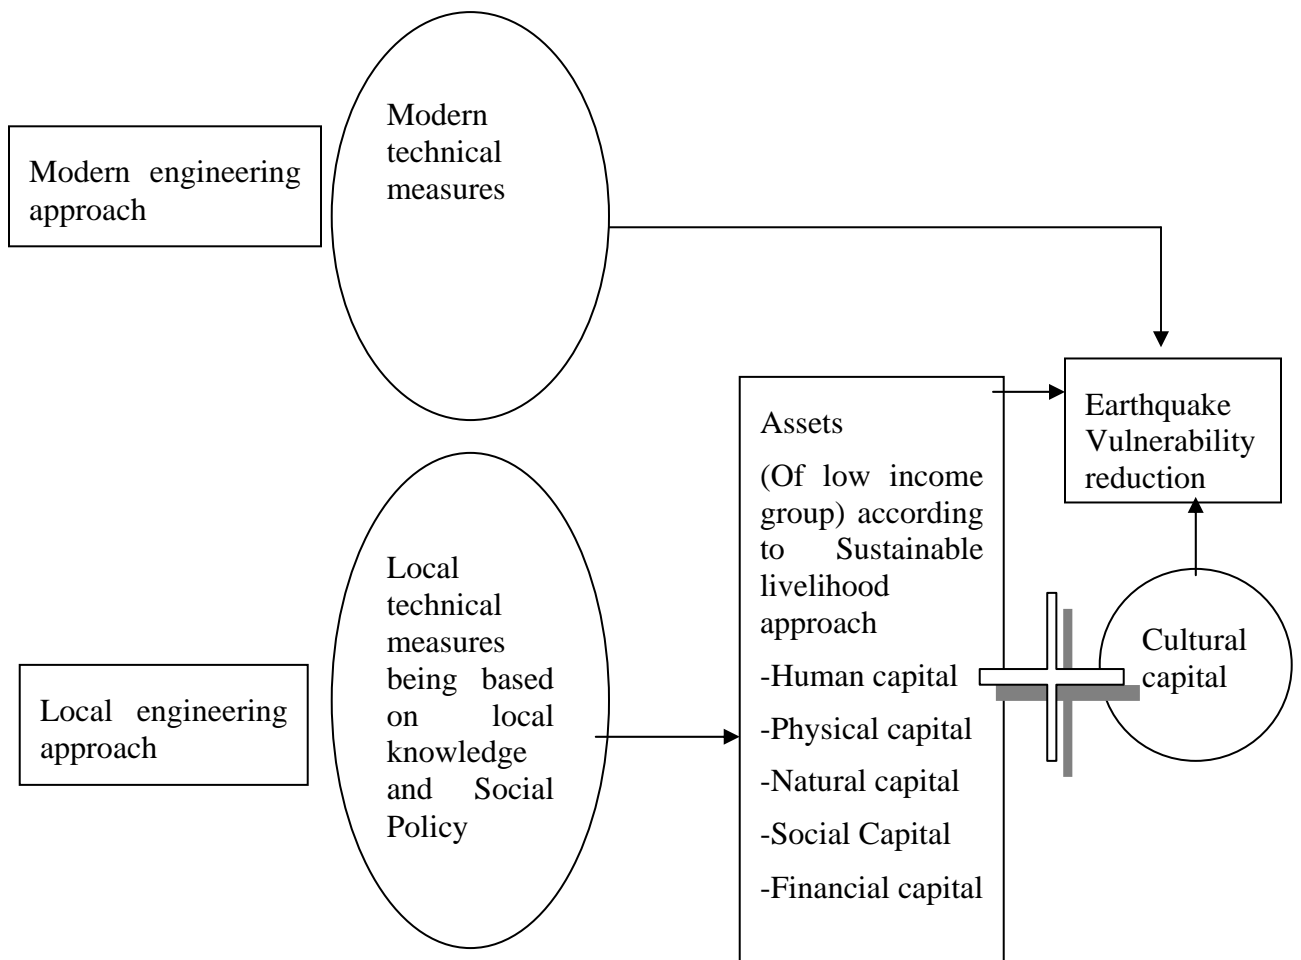 Modern engineering
approach
Modern
technical
measures
Local engineering
approach
Local
technical
measures
being based
on local
knowledge
and Social
Policy
Assets
(Of low income
group) according
to Sustainable
livelihood
approach
-Human capital
-Physical capital
-Natural capital
-Social Capital
-Financial capital
Earthquake
Vulnerability
reduction
Cultural
capital